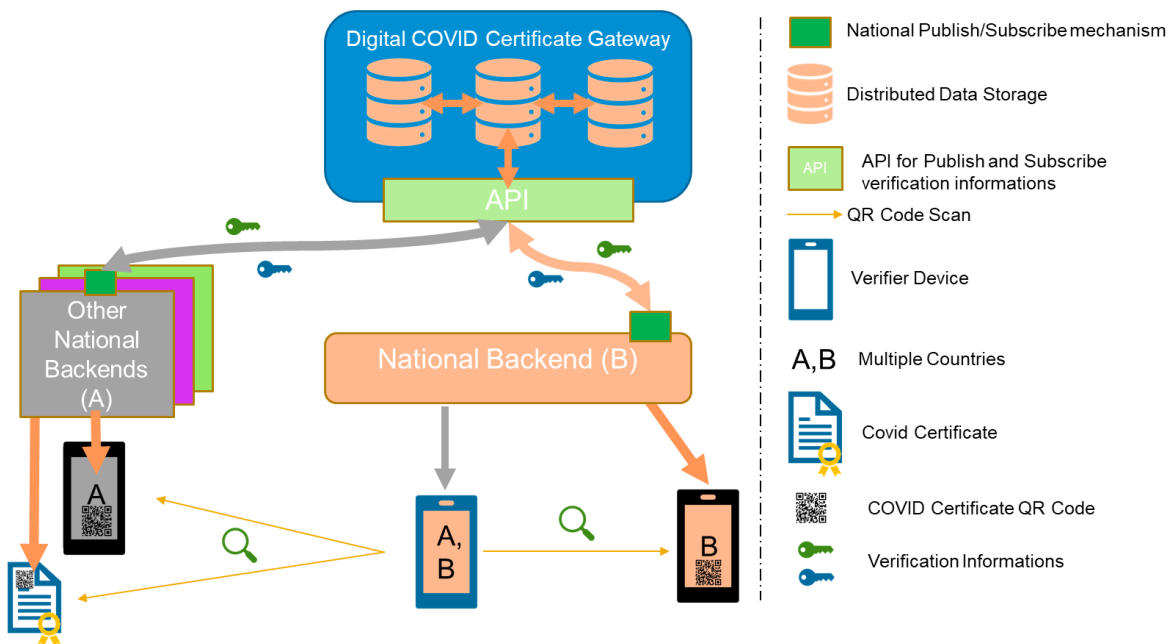 Digital COVID Certificate Gateway
API
Other
National
Backends
(A)
National Backend (B)
A
A,
B
B
National Publish/Subscribe mechanism
Distributed Data Storage
API
API for Publish and Subscribe
verification informations
QR Code Scan
Verifier Device
A,B
Multiple Countries
Covid Certificate
COVID Certificate QR Code
Verification Informations